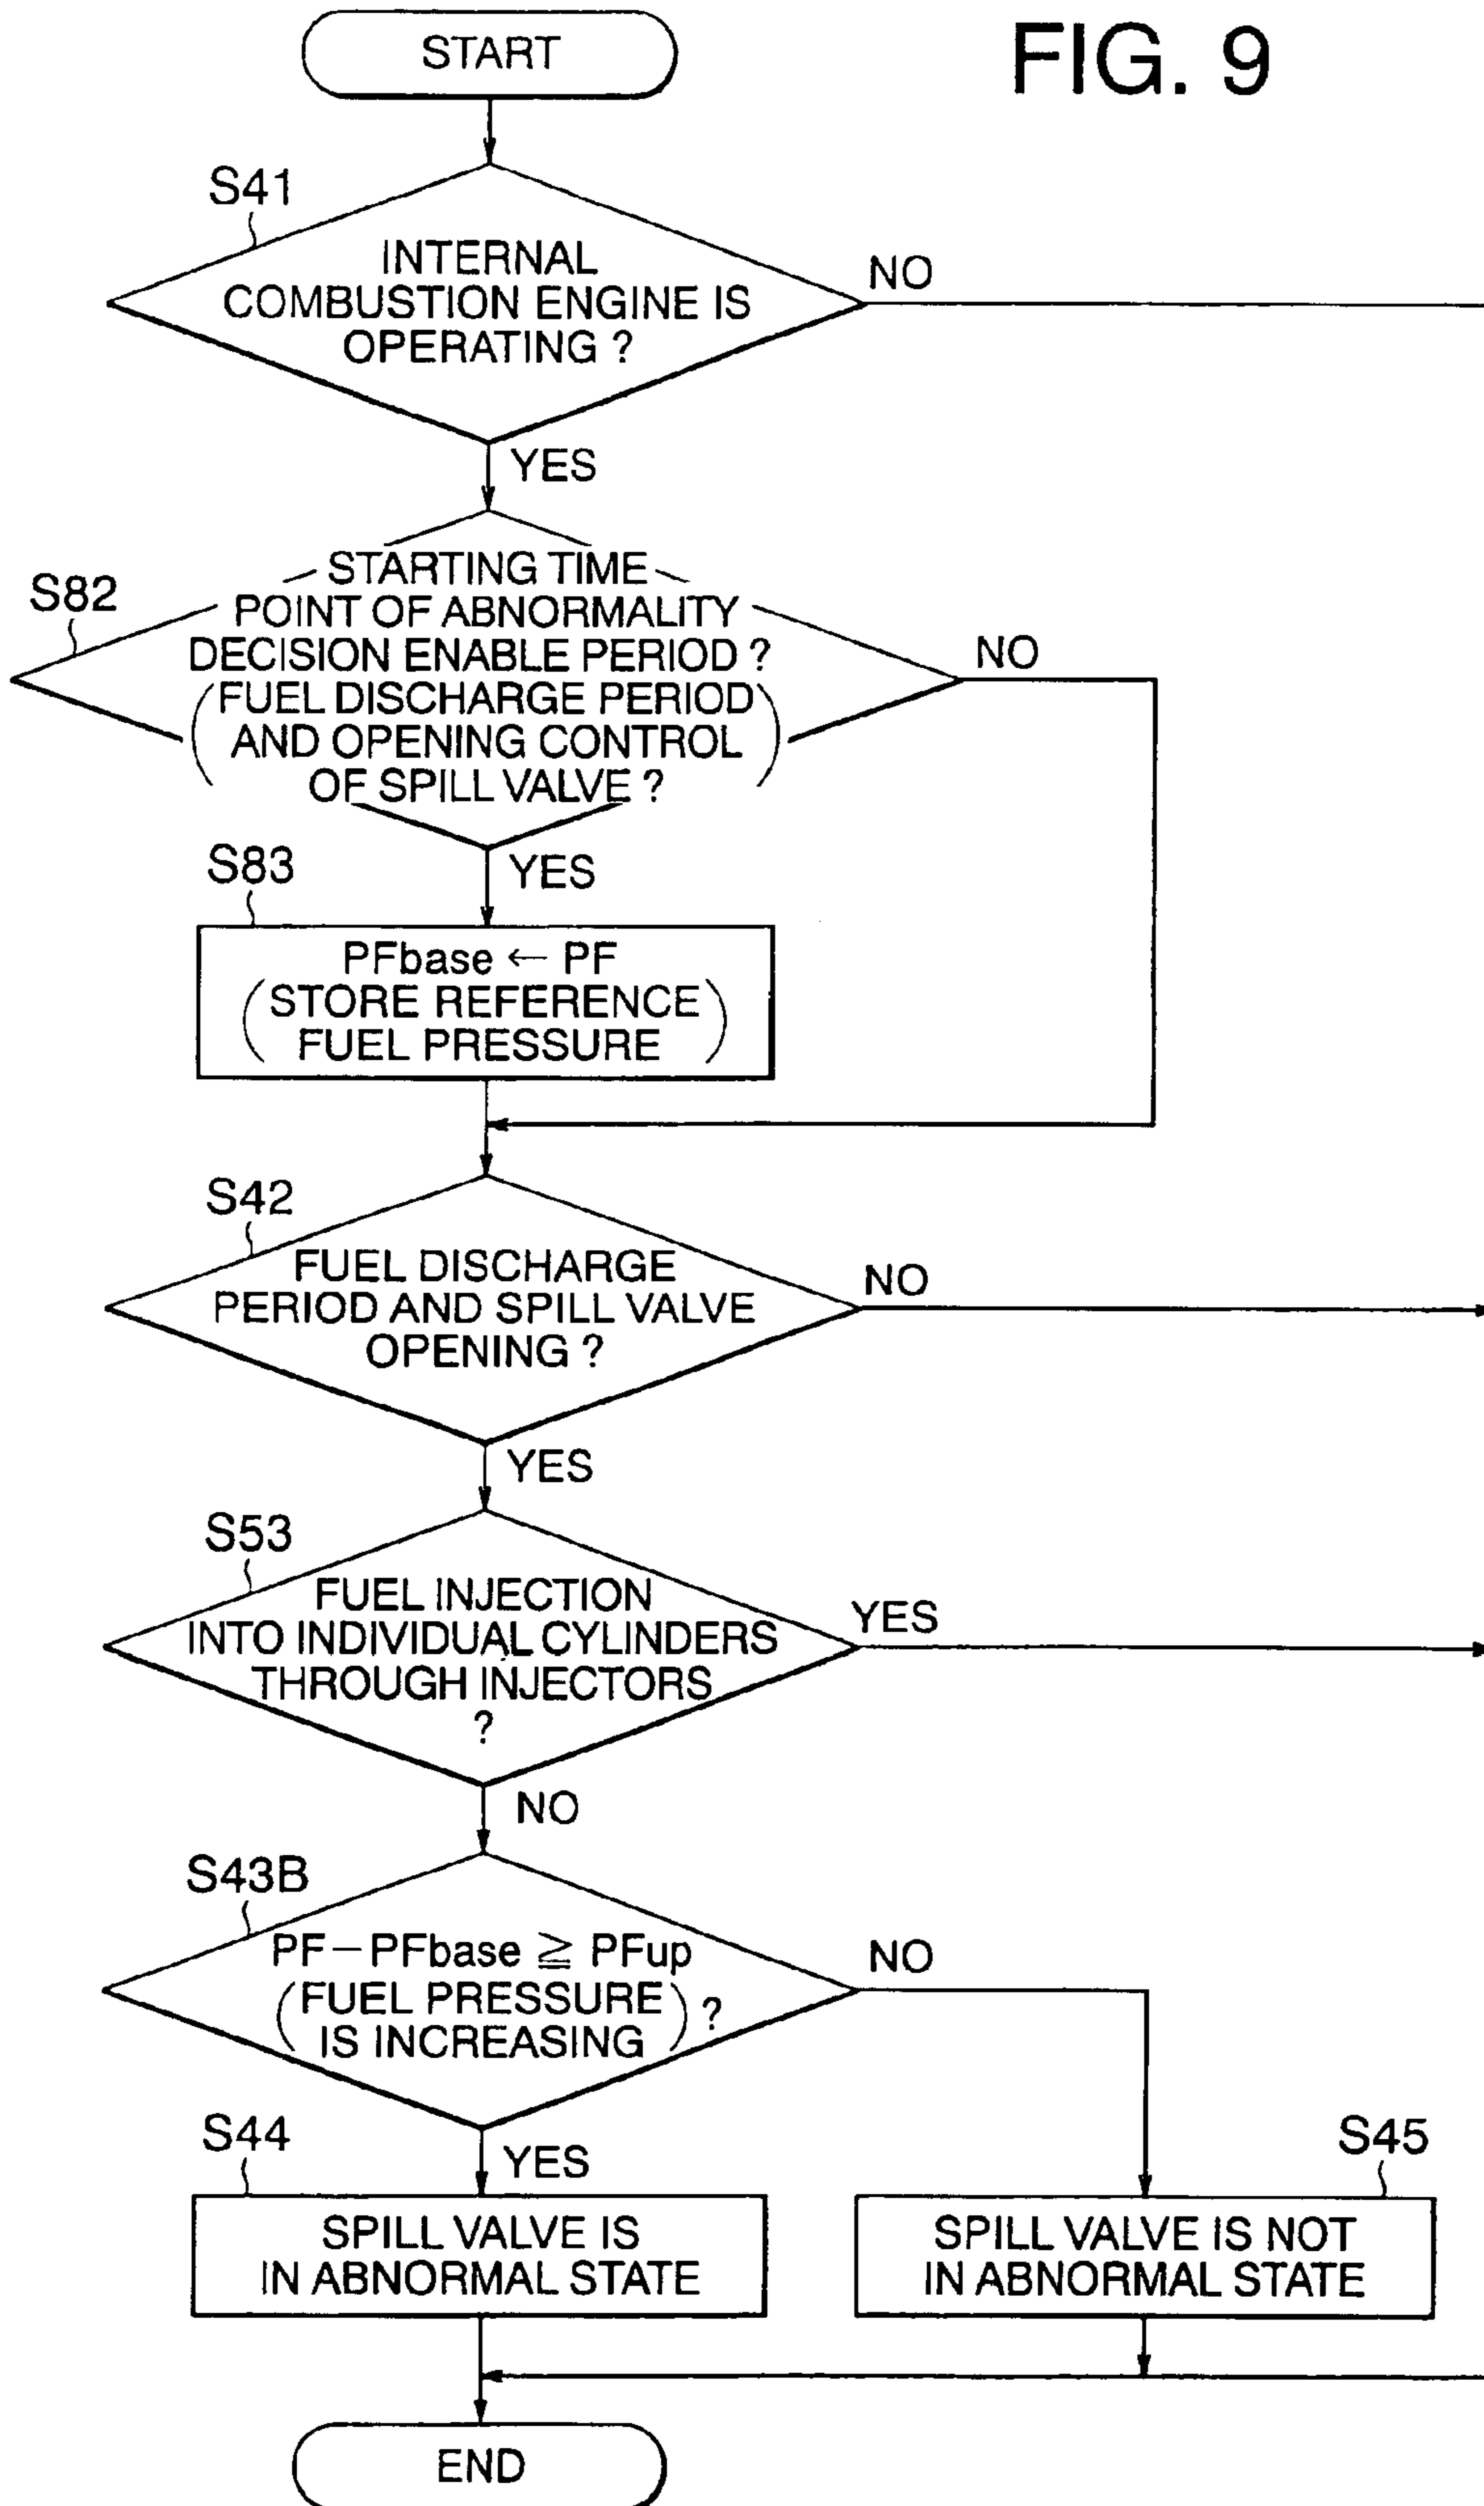 FIG. 9
START
S41
INTERNAL
COMBUSTION ENGINE IS
OPERATING ?
NO
YES
S82
STARTING TIME
POINT OF ABNORMALITY
DECISION ENABLE PERIOD ?
(FUEL DISCHARGE PERIOD
AND OPENING CONTROL
OF SPILL VALVE ?)
NO
YES
S83
PFbase ← PF
(STORE REFERENCE
FUEL PRESSURE)
S42
FUEL DISCHARGE
PERIOD AND SPILL VALVE
OPENING ?
NO
YES
S53
FUEL INJECTION
INTO INDIVIDUAL CYLINDERS
THROUGH INJECTORS
?
YES
NO
S43B
PF−PFbase ≧ PFup
(FUEL PRESSURE
IS INCREASING) ?
NO
YES
S44
SPILL VALVE IS
IN ABNORMAL STATE
S45
SPILL VALVE IS NOT
IN ABNORMAL STATE
END